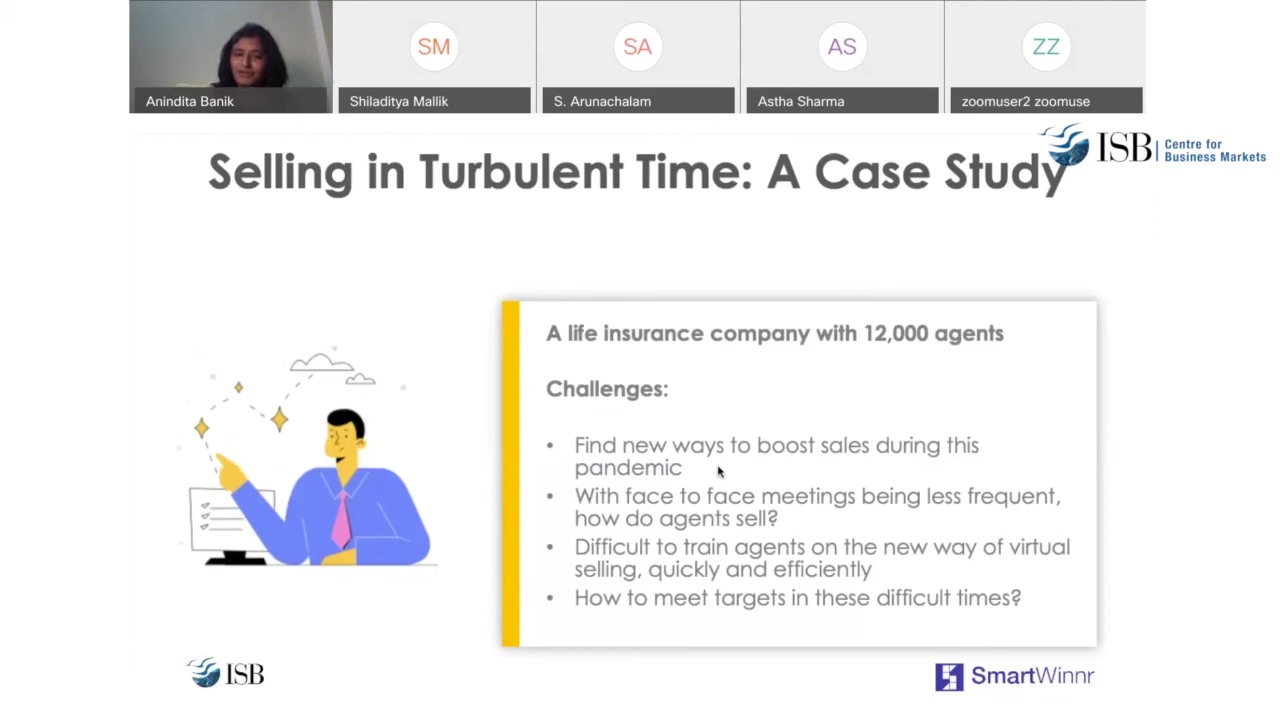 SM
SA
AS
ZZ
Anindita Banik
Shiladitya Mallik
S. Arunachalam
Astha Sharma
zoomuser2 zoomuse
ISB
Centre for
Business Markets
Selling in Turbulent Time: A Case Study
A life insurance company with 12,000 agents
Challenges:
• Find new ways to boost sales during this
pandemic
• With face to face meetings being less frequent,
how do agents sell?
• Difficult to train agents on the new way of virtual
selling, quickly and efficiently
• How to meet targets in these difficult times?
ISB
SmartWinnr